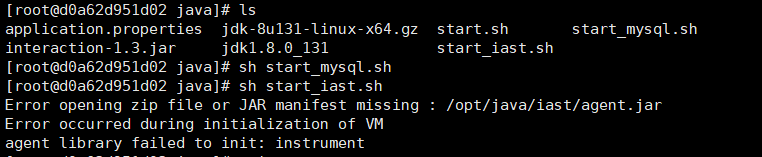 [root@d0a62d951d02 java]# ls
application.properties jdk-8u131-linux-x64.gz start.sh start_mysql.sh
interaction-1.3.jar jdk1.8.0_131 start_iast.sh
[root@d0a62d951d02 java]# sh start_mysql.sh
[root@d0a62d951d02 java]# sh start_iast.sh
Error opening zip file or JAR manifest missing : /opt/java/iast/agent.jar
Error occurred during initialization of VM
agent library failed to init: instrument